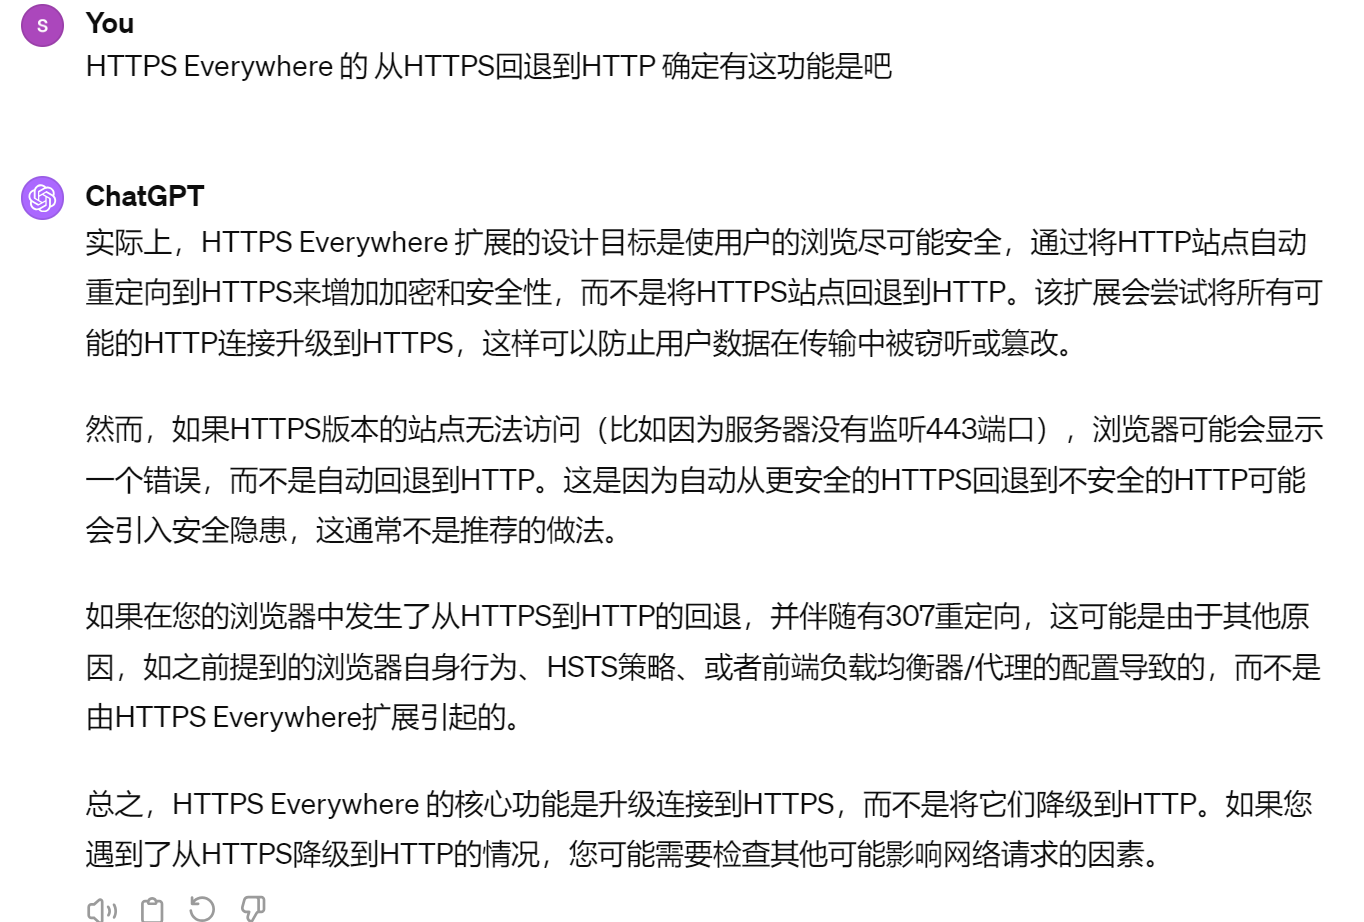 S
You
HTTPS Everywhere 的 从HTTPS回退到HTTP 确定有这功能是吧
ChatGPT
实际上，HTTPS Everywhere 扩展的设计目标是使用户的浏览尽可能安全，通过将HTTP站点自动
重定向到HTTPS来增加加密和安全性，而不是将HTTPS站点回退到HTTP。该扩展会尝试将所有可
能的HTTP连接升级到HTTPS，这样可以防止用户数据在传输中被窃听或篡改。
然而，如果HTTPS版本的站点无法访问（比如因为服务器没有监听443端口），浏览器可能会显示
一个错误，而不是自动回退到HTTP。这是因为自动从更安全的HTTPS回退到不安全的HTTP可能
会引入安全隐患，这通常不是推荐的做法。
如果在您的浏览器中发生了从HTTPS到HTTP的回退，并伴随有307重定向，这可能是由于其他原
因，如之前提到的浏览器自身行为、HSTS策略、或者前端负载均衡器/代理的配置导致的，而不是
由HTTPS Everywhere扩展引起的。
总之，HTTPS Everywhere 的核心功能是升级连接到HTTPS，而不是将它们降级到HTTP。如果您
遇到了从HTTPS降级到HTTP的情况，您可能需要检查其他可能影响网络请求的因素。